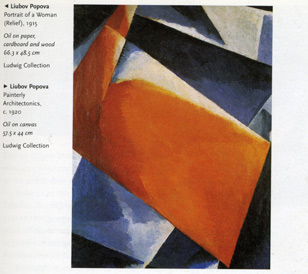 ◄ Liubov Popova
Portrait of a Woman
(Relief), 1915
Oil on paper,
cardboard and wood
66.3 x 48.5 cm
Ludwig Collection
► Liubov Popova
Painterly
Architectonics,
c. 1920
Oil on canvas
57.5 x 44 cm
Ludwig Collection